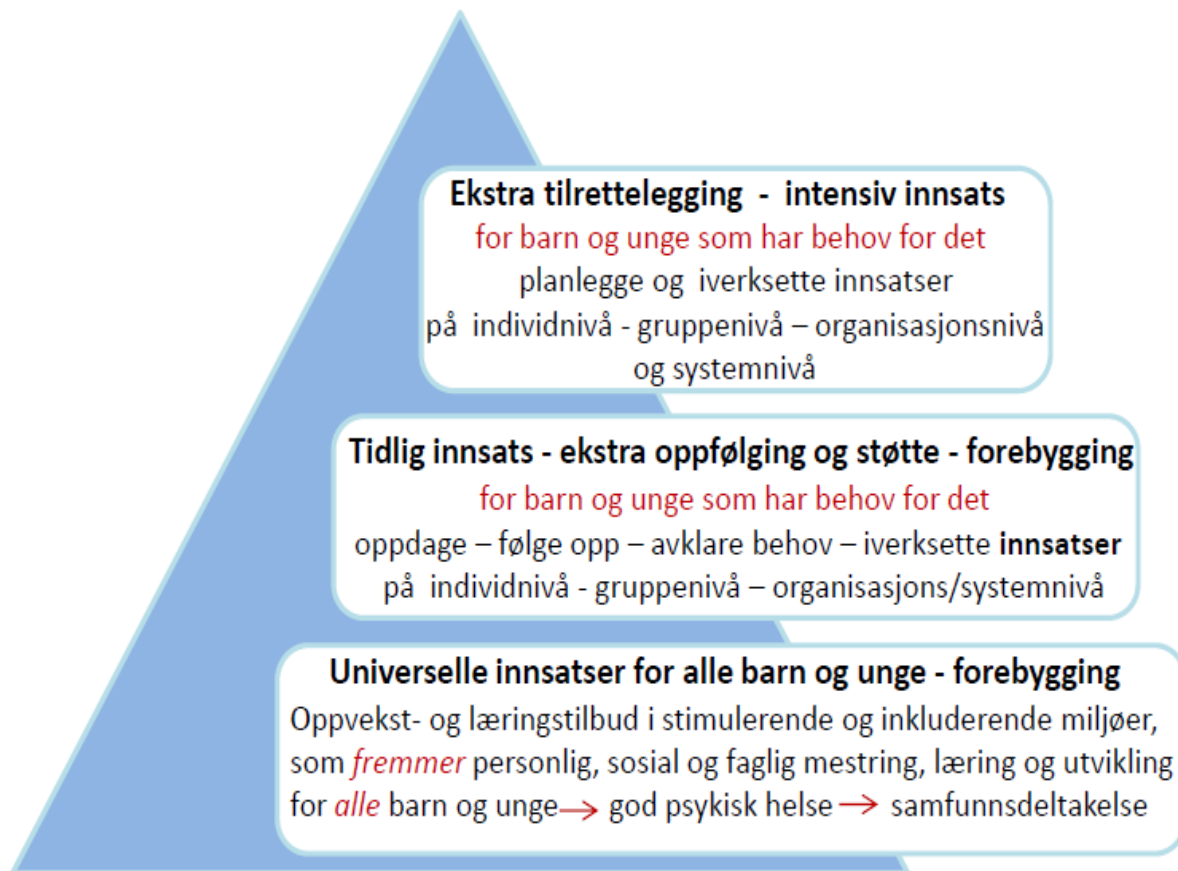 Ekstra tilrettelegging - intensiv innsats
for barn og unge som har behov for det
planlegge og iverksette innsatser
på individnivå - gruppenivå – organisasjonsnivå
og systemnivå
Tidlig innsats - ekstra oppfølging og støtte - forebygging
for barn og unge som har behov for det
oppdage – følge opp – avklare behov – iverksette innsatser
på individnivå - gruppenivå – organisasjons/systemnivå
Universelle innsatser for alle barn og unge - forebygging
Oppvekst- og læringstilbud i stimulerende og inkluderende miljøer,
som fremmer personlig, sosial og faglig mestring, læring og utvikling
for alle barn og unge → god psykisk helse → samfunnsdeltakelse